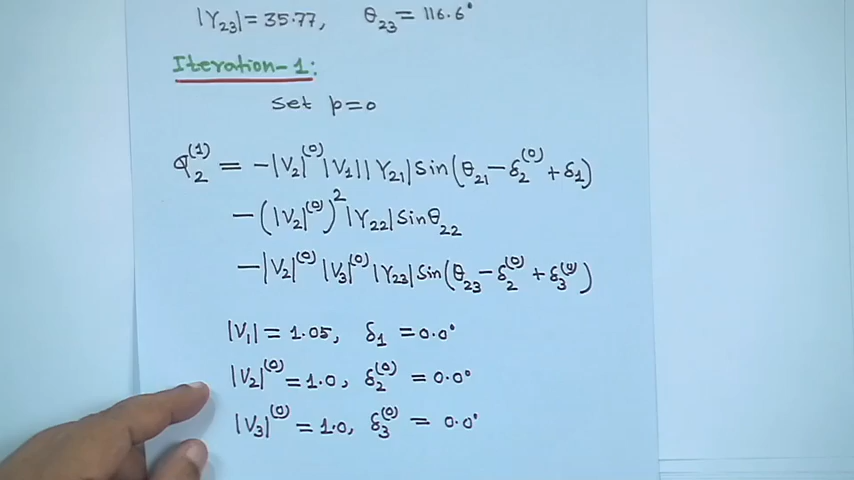 |Y₂₃| = 35.77, θ₂₃ = 116.6°
Iteration-1:
Set p=0
Q₂⁽¹⁾ = -|V₂|⁽⁰⁾|V₁||Y₂₁|Sin(θ₂₁ - δ₂⁽⁰⁾ + δ₁)
-(|V₂|⁽⁰⁾)²|Y₂₂|Sinθ₂₂
-|V₂|⁽⁰⁾|V₃|⁽⁰⁾|Y₂₃|Sin(θ₂₃ - δ₂⁽⁰⁾ + δ₃⁽⁰⁾)
|V₁| = 1.05, δ₁ = 0.0°
|V₂|⁽⁰⁾ = 1.0, δ₂⁽⁰⁾ = 0.0°
|V₃|⁽⁰⁾ = 1.0, δ₃⁽⁰⁾ = 0.0°